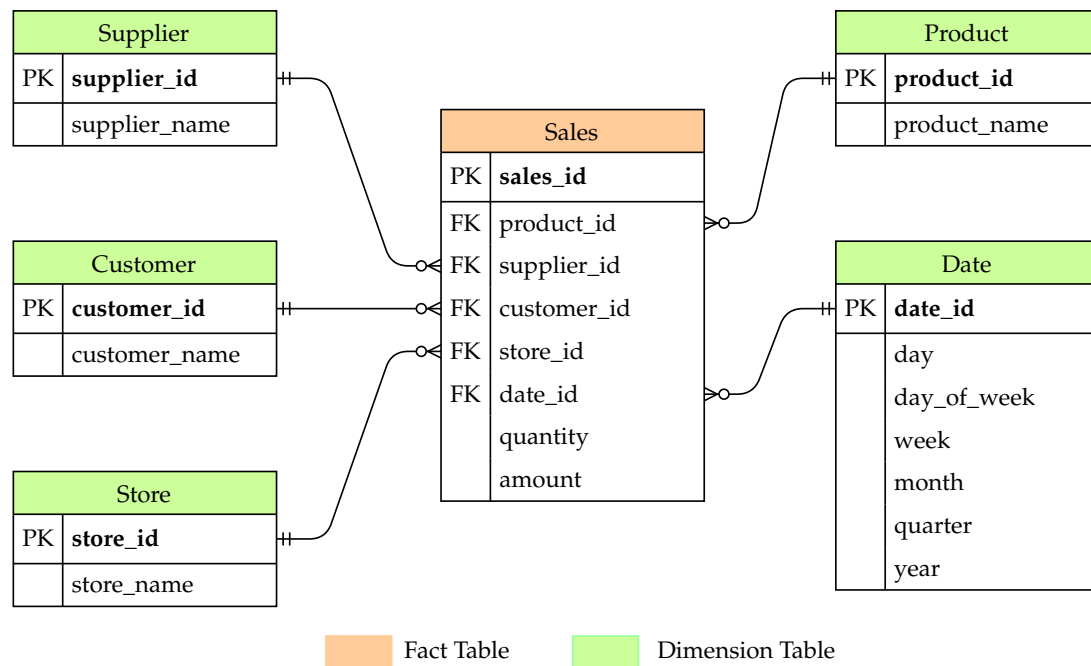 Supplier
PK supplier_id
supplier_name
Customer
PK customer_id
customer_name
Store
PK store_id
store_name
Sales
PK sales_id
FK product_id
FK supplier_id
FK customer_id
FK store_id
FK date_id
quantity
amount
Product
PK product_id
product_name
Date
PK date_id
day
day_of_week
week
month
quarter
year
Fact Table
Dimension Table